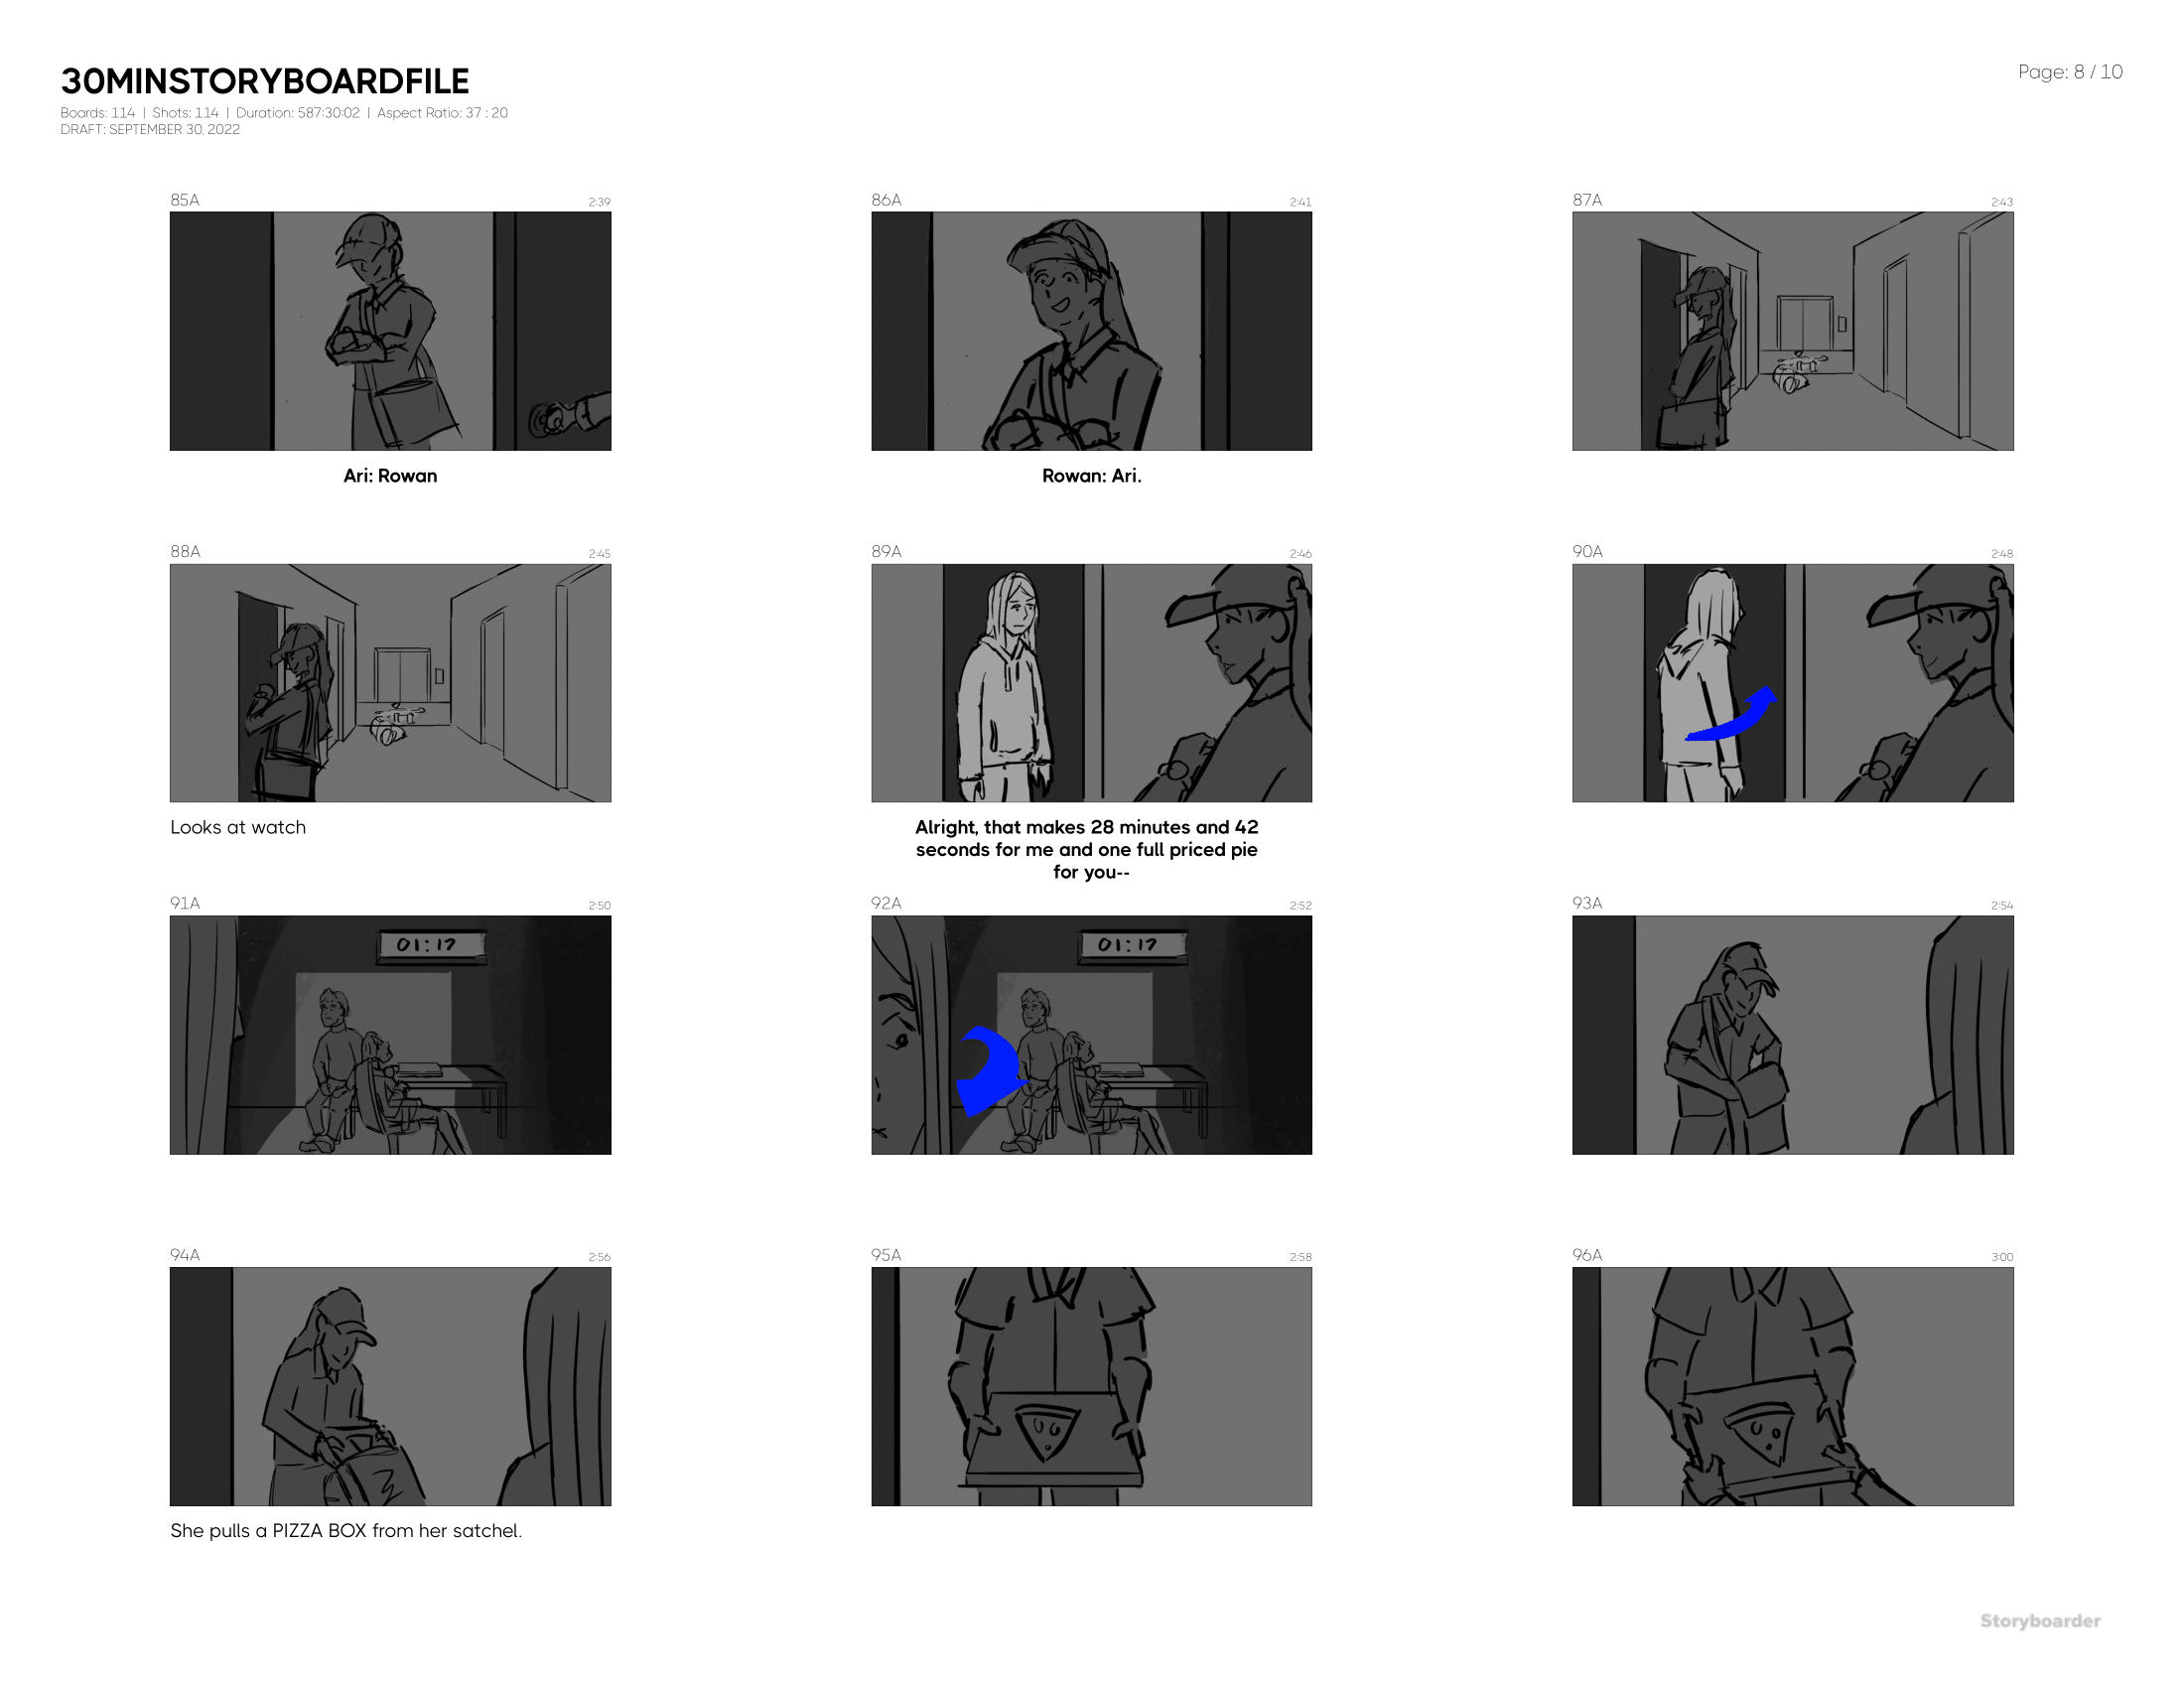 30MINSTORYBOARDFILE
Page: 8 / 10
Boards: 114 | Shots: 114 | Duration: 587:30:02 | Aspect Ratio: 37 : 20
DRAFT: SEPTEMBER 30, 2022
85A 2:39
Ari: Rowan
86A 2:41
Rowan: Ari.
87A 2:43
88A 2:45
Looks at watch
89A 2:46
Alright, that makes 28 minutes and 42
seconds for me and one full priced pie
for you--
90A 2:48
91A 2:50
01:17
92A 2:52
01:17
93A 2:54
94A 2:56
She pulls a PIZZA BOX from her satchel.
95A 2:58
96A 3:00
Storyboarder